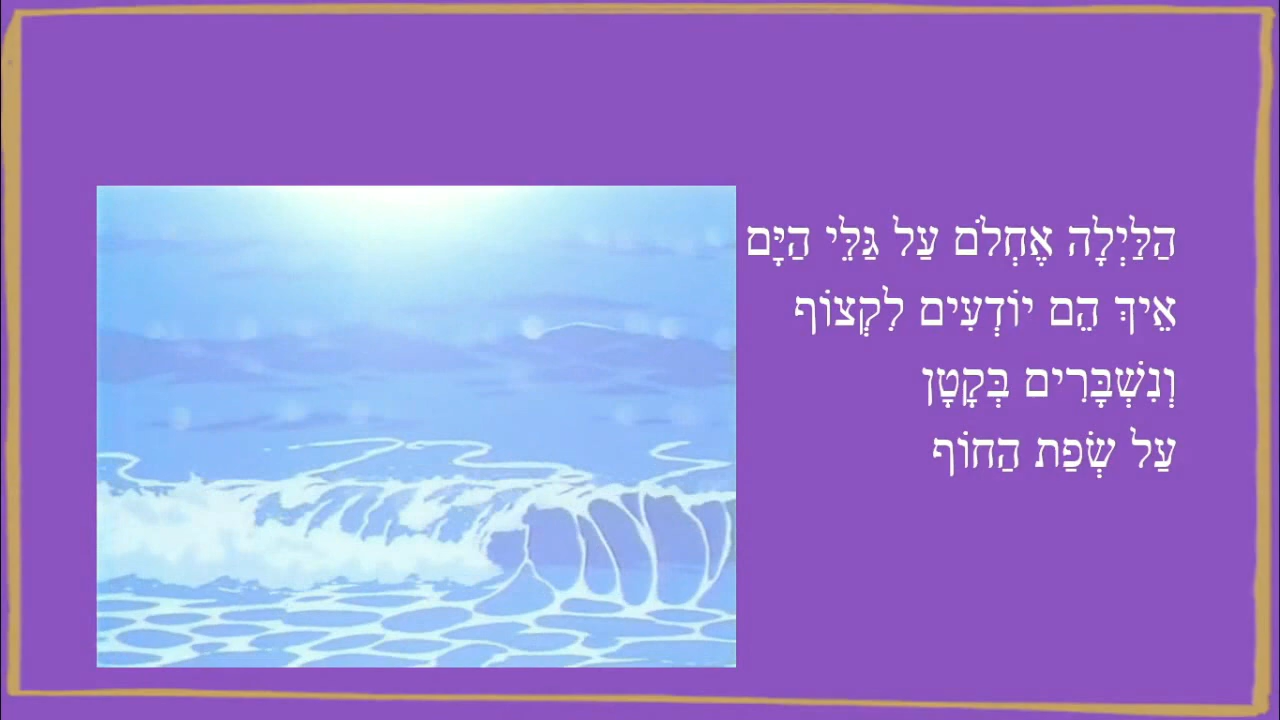 הַלַּיְלָה אֶחְלֹם עַל גַּלֵּי הַיָּם
אֵיךְ הֵם יוֹדְעִים לִקְצוֹף
וְנִשְׁבָּרִים בְּקָטָן
עַל שְׂפַת הַחוֹף